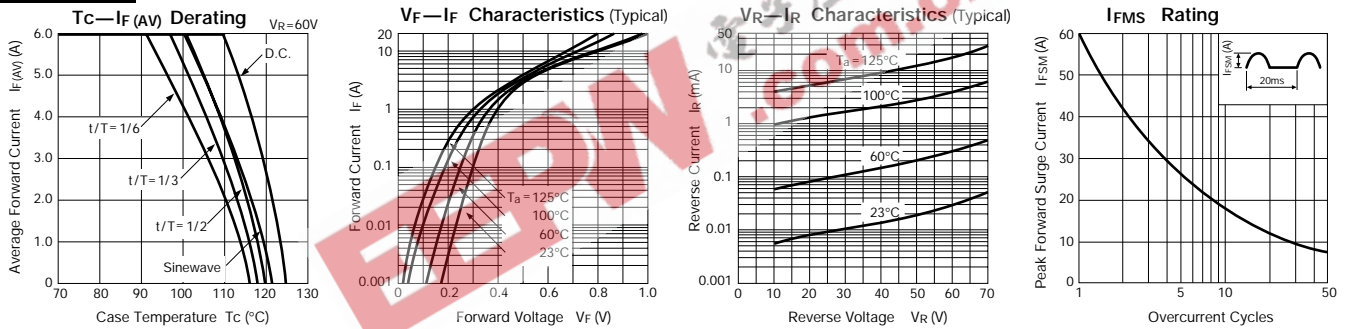 Tc—IF (AV) Derating
VR=60V
Average Forward Current IF (AV) (A)
6.0
5.0
4.0
3.0
2.0
1.0
0
D.C.
t/T= 1/6
t/T= 1/3
t/T= 1/2
Sinewave
70 80 90 100 110 120 130
Case Temperature Tc (°C)
VF—IF Characteristics (Typical)
Forward Current IF (A)
20
10
1
0.1
0.01
0.001
Ta = 125°C
100°C
60°C
23°C
0 0.2 0.4 0.6 0.8 1.0
Forward Voltage VF (V)
VR—IR Characteristics (Typical)
Reverse Current IR (mA)
50
10
1
0.1
0.01
0.001
Ta = 125°C
100°C
60°C
23°C
0 10 20 30 40 50 60 70
Reverse Voltage VR (V)
IFMS Rating
Peak Forward Surge Current IFSM (A)
60
50
40
30
20
10
0
IFSM (A)
20ms
1 5 10 50
Overcurrent Cycles
EEPW
.com.c